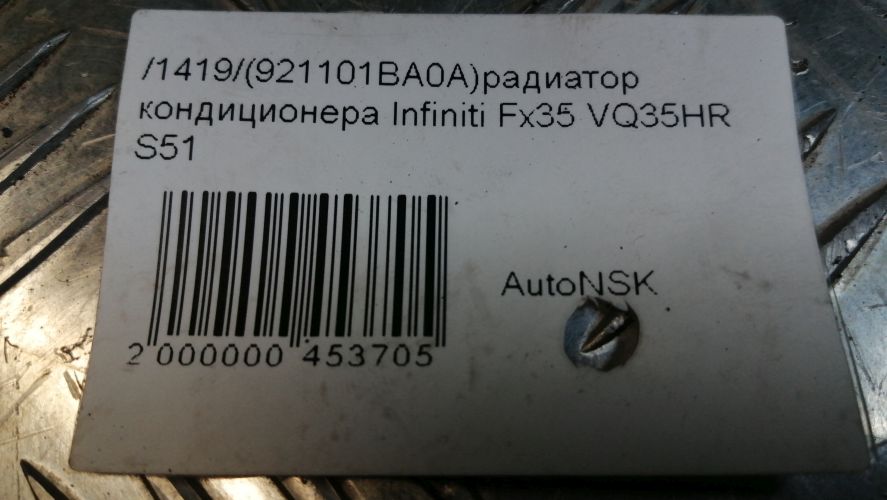 /1419/(921101BA0A)радиатор
кондиционера Infiniti Fx35 VQ35HR
S51
AutoNSK
2 000000 453705